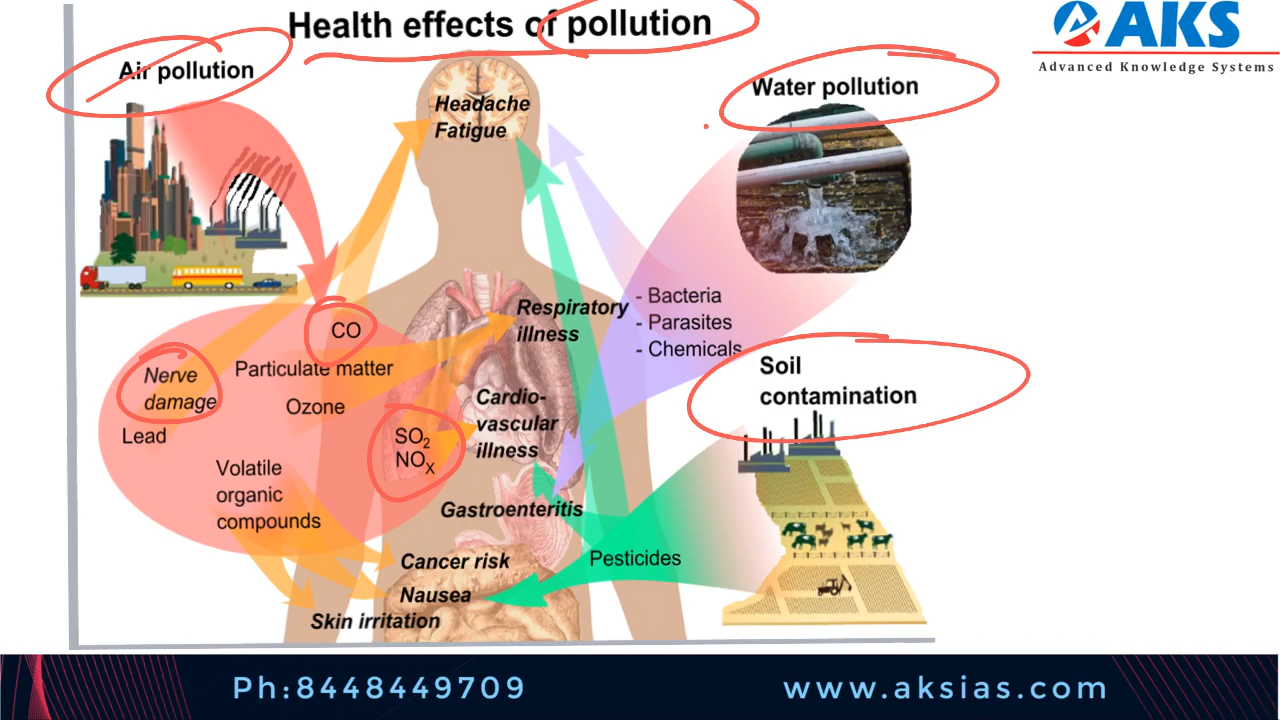 Health effects of pollution
AKS
Advanced Knowledge Systems
Air pollution
Water pollution
Headache
Fatigue
Respiratory
illness
- Bacteria
- Parasites
- Chemicals
CO
Particulate matter
Nerve
damage
Ozone
Lead
SO2
NOX
Volatile
organic
compounds
Cardio-
vascular
illness
Soil
contamination
Gastroenteritis
Pesticides
Cancer risk
Nausea
Skin irritation
Ph:8448449709
www.aksias.com